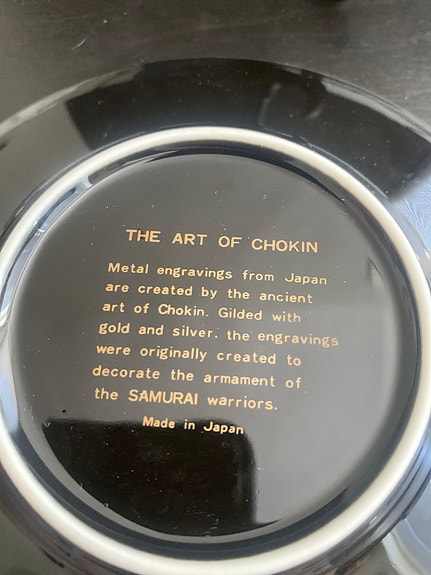 THE ART OF CHOKIN
Metal engravings from Japan
are created by the ancient
art of Chokin. Gilded with
gold and silver, the engravings
were originally created to
decorate the armament of
the SAMURAI warriors.
Made in Japan